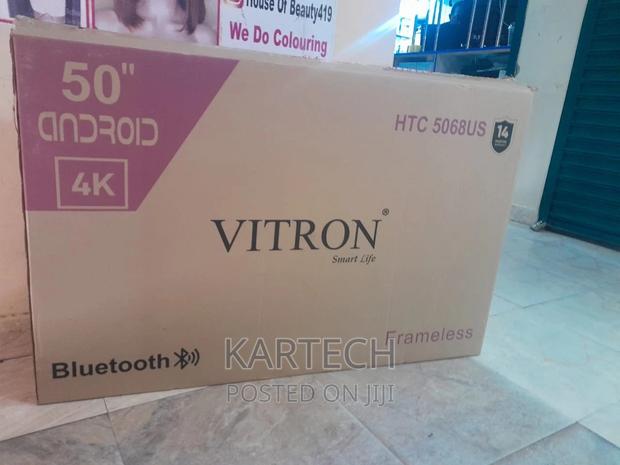 House Of Beauty419
We Do Colouring
50"
ANDROID
4K
HTC 5068US
14
VITRON®
Smart Life
Frameless
Bluetooth
KARTECH
POSTED ON JIJI